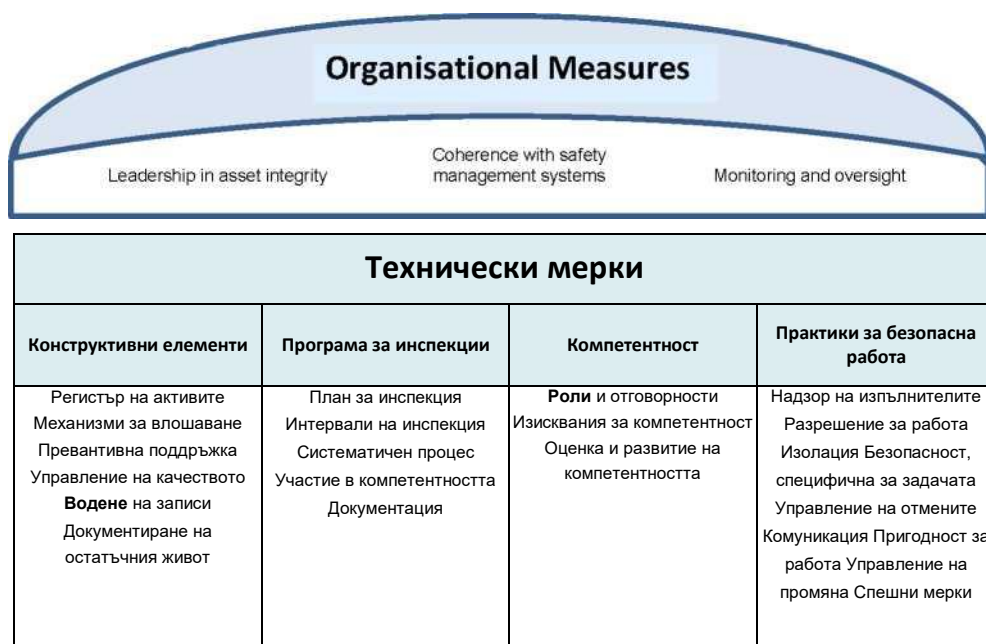 Organisational Measures
Leadership in asset integrity
Coherence with safety
management systems
Monitoring and oversight
Технически мерки
Конструктивни елементи
Програма за инспекции
Компетентност
Практики за безопасна
работа
Регистър на активите
Механизми за влошаване
Превантивна поддръжка
Управление на качеството
Водене на записи
Документиране на
остатъчния живот
План за инспекция
Интервали на инспекция
Систематичен процес
Участие в компетентността
Документация
Роли и отговорности
Изисквания за компетентност
Оценка и развитие на
компетентността
Надзор на изпълнителите
Разрешение за работа
Изолация Безопасност,
специфична за задачата
Управление на отмените
Комуникация Пригодност за
работа Управление на
промяна Спешни мерки